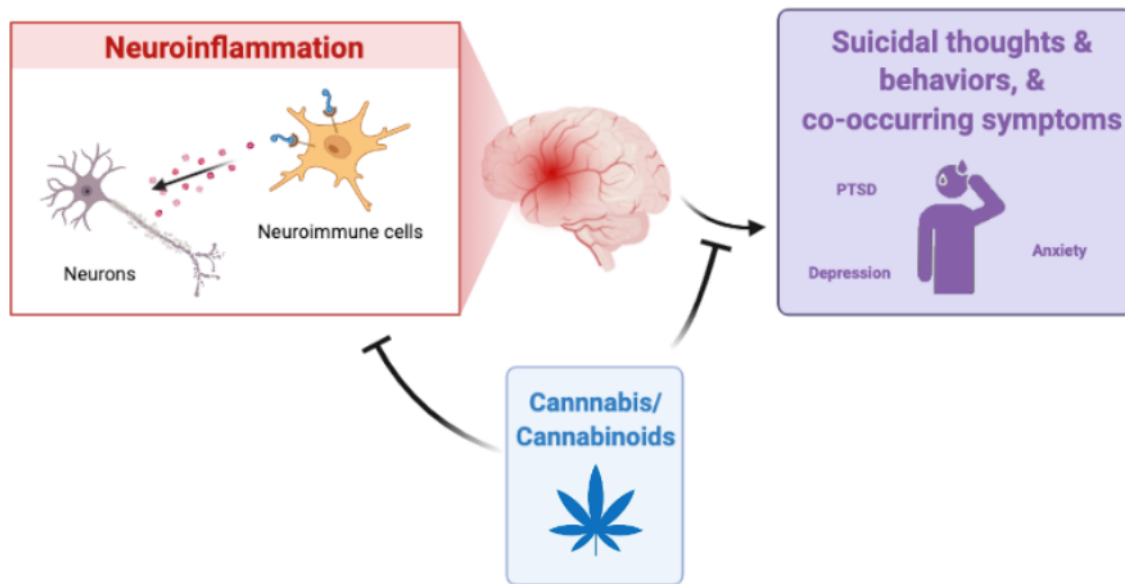 Neuroinflammation
Neuroimmune cells
Neurons
Suicidal thoughts &
behaviors, &
co-occurring symptoms
PTSD
Anxiety
Depression
Cannnabis/
Cannabinoids